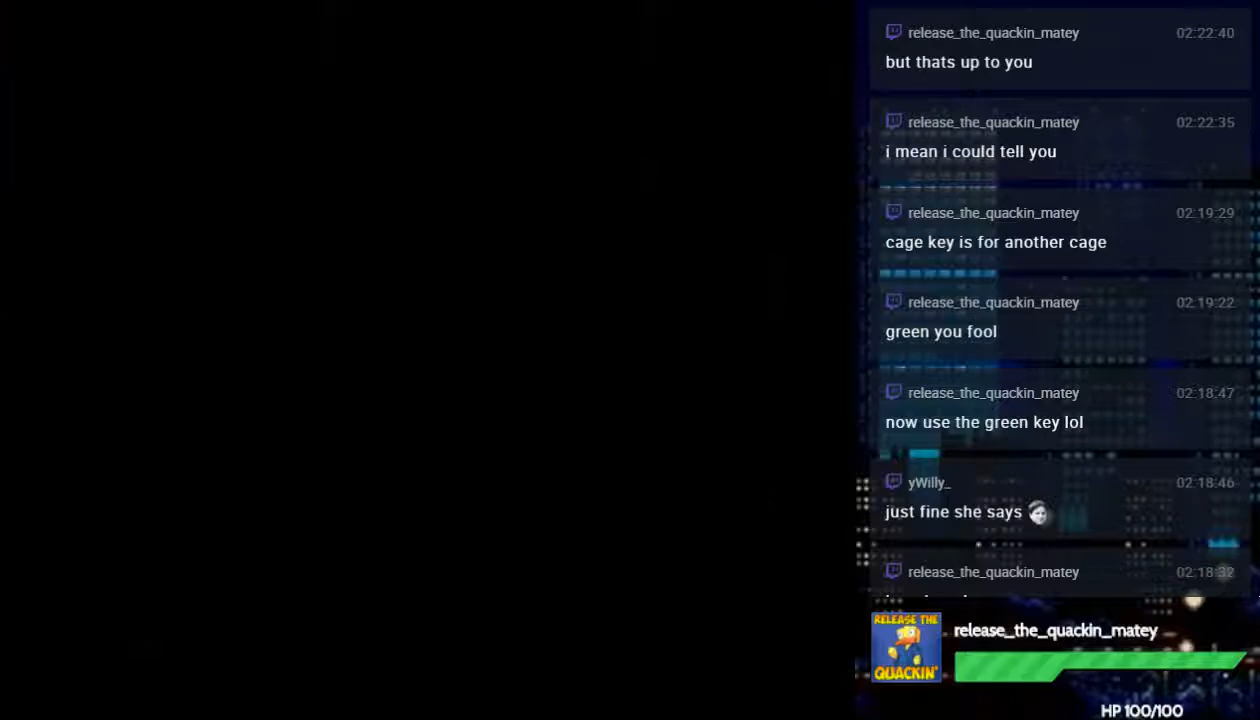 release_the_quackin_matey 02:22:40
but thats up to you
release_the_quackin_matey 02:22:35
i mean i could tell you
release_the_quackin_matey 02:19:29
cage key is for another cage
release_the_quackin_matey 02:19:22
green you fool
release_the_quackin_matey 02:18:47
now use the green key lol
yWilly_ 02:18:46
just fine she says
release_the_quackin_matey 02:18:32
RELEASE THE
QUACKIN'
release_the_quackin_matey
HP 100/100